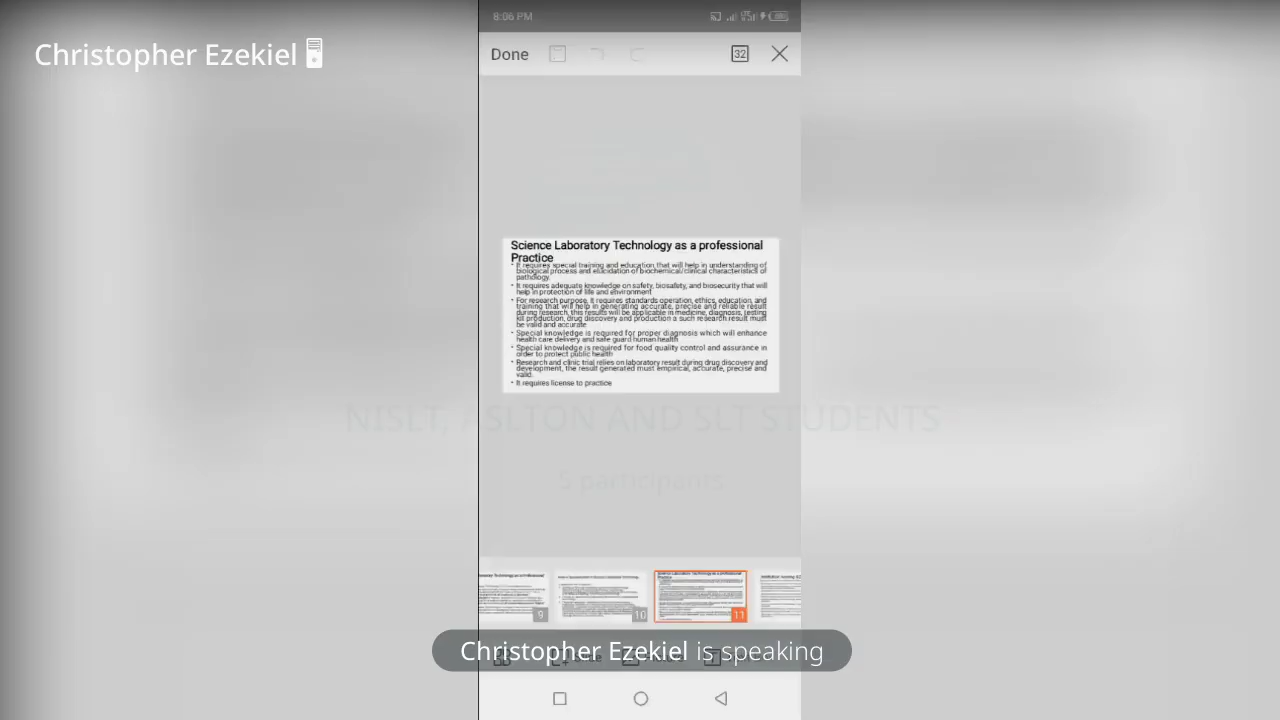 Christopher Ezekiel
8:06 PM
Done
32
Science Laboratory Technology as a professional
Practice
• It requires special training and education that will help in understanding of
biological process and elucidation of biochemical/clinical characteristics of
pathology.
• It requires adequate knowledge on safety, biosafety, and biosecurity that will
help in protection of life and environment
• For research purpose, It requires standards operation, ethics, education, and
training that will help in generating accurate, precise and reliable result
during research, this results will be applicable in medicine, diagnosis, testing
kit production, drug discovery and production a such research result must
be valid and accurate
• Special knowledge is required for proper diagnosis which will enhance
health care delivery and safe guard human health
• Special knowledge is required for food quality control and assurance in
order to protect public health
• Research and clinic trial relies on laboratory result during drug discovery and
development, the result generated must empirical, accurate, precise and
valid.
• It requires license to practice
NISLT, ASLTON AND SLT STUDENTS
5 participants
9
10
Science Laboratory Technology as a professional
Practice
11
Christopher Ezekiel is speaking